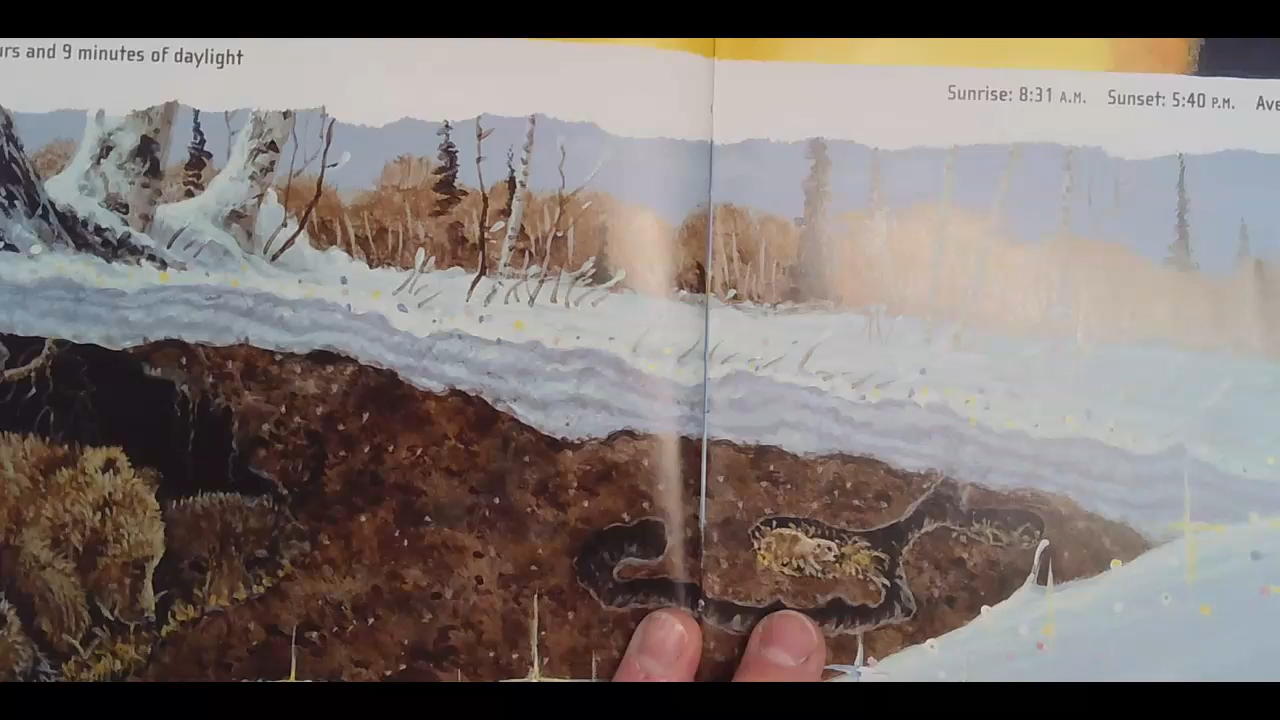 urs and 9 minutes of daylight
Sunrise: 8:31 A.M. Sunset: 5:40 P.M. Ave